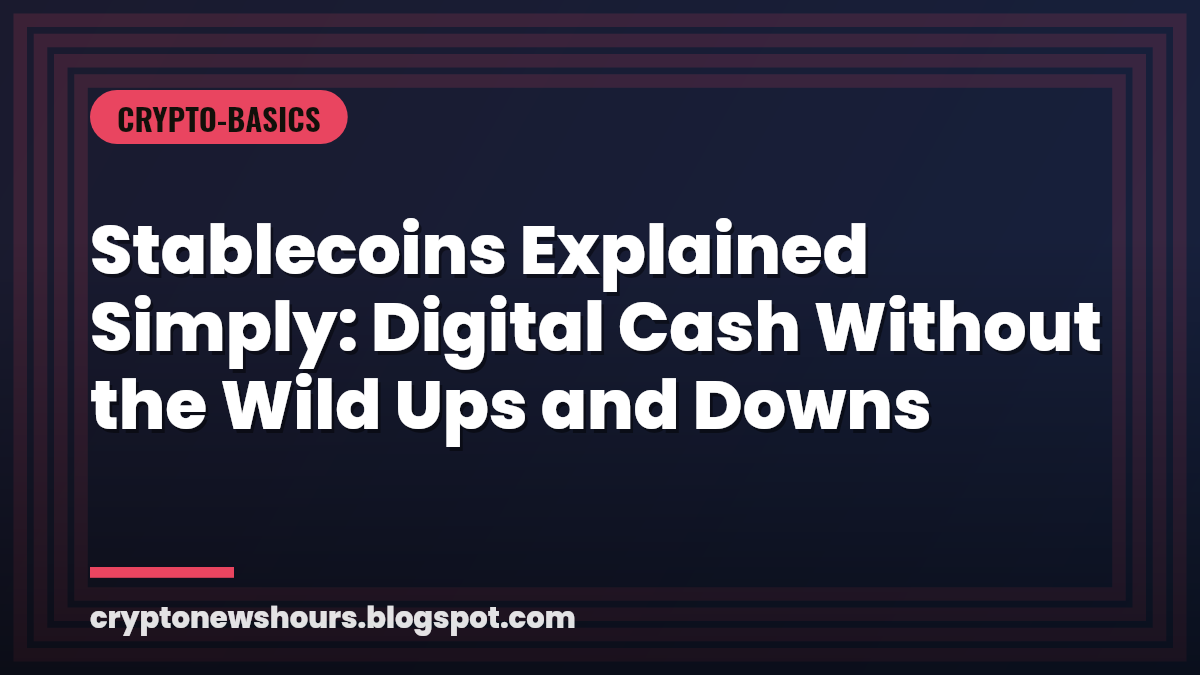 CRYPTO-BASICS
Stablecoins Explained
Simply: Digital Cash Without
the Wild Ups and Downs
cryptonewshours.blogspot.com